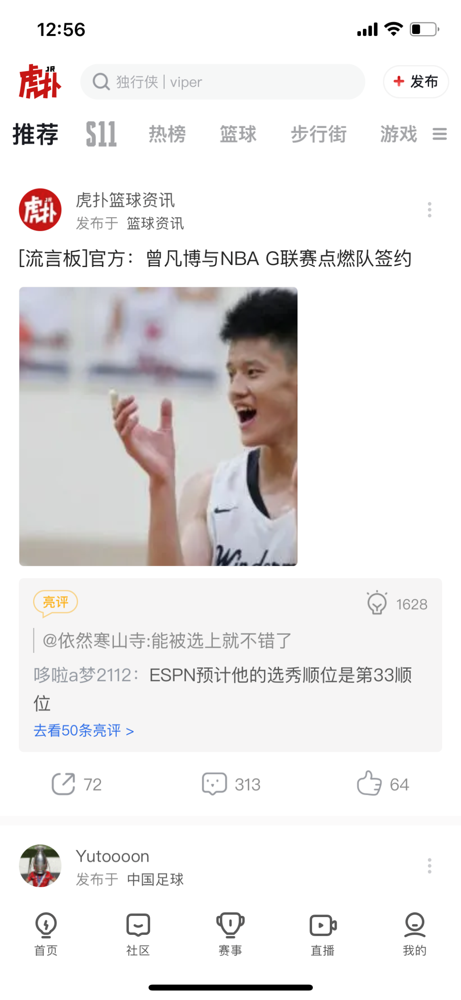 12:56
虎扑 JR
独行侠 | viper
发布
推荐 S11 热榜 篮球 步行街 游戏
虎扑 JR
虎扑篮球资讯
发布于 篮球资讯
[流言板]官方：曾凡博与NBA G联赛点燃队签约
亮评
1628
@依然寒山寺:能被选上就不错了
哆啦a梦2112：ESPN预计他的选秀顺位是第33顺
位
去看50条亮评 >
72 313 64
Yutoooon
发布于 中国足球
首页 社区 赛事 直播 我的